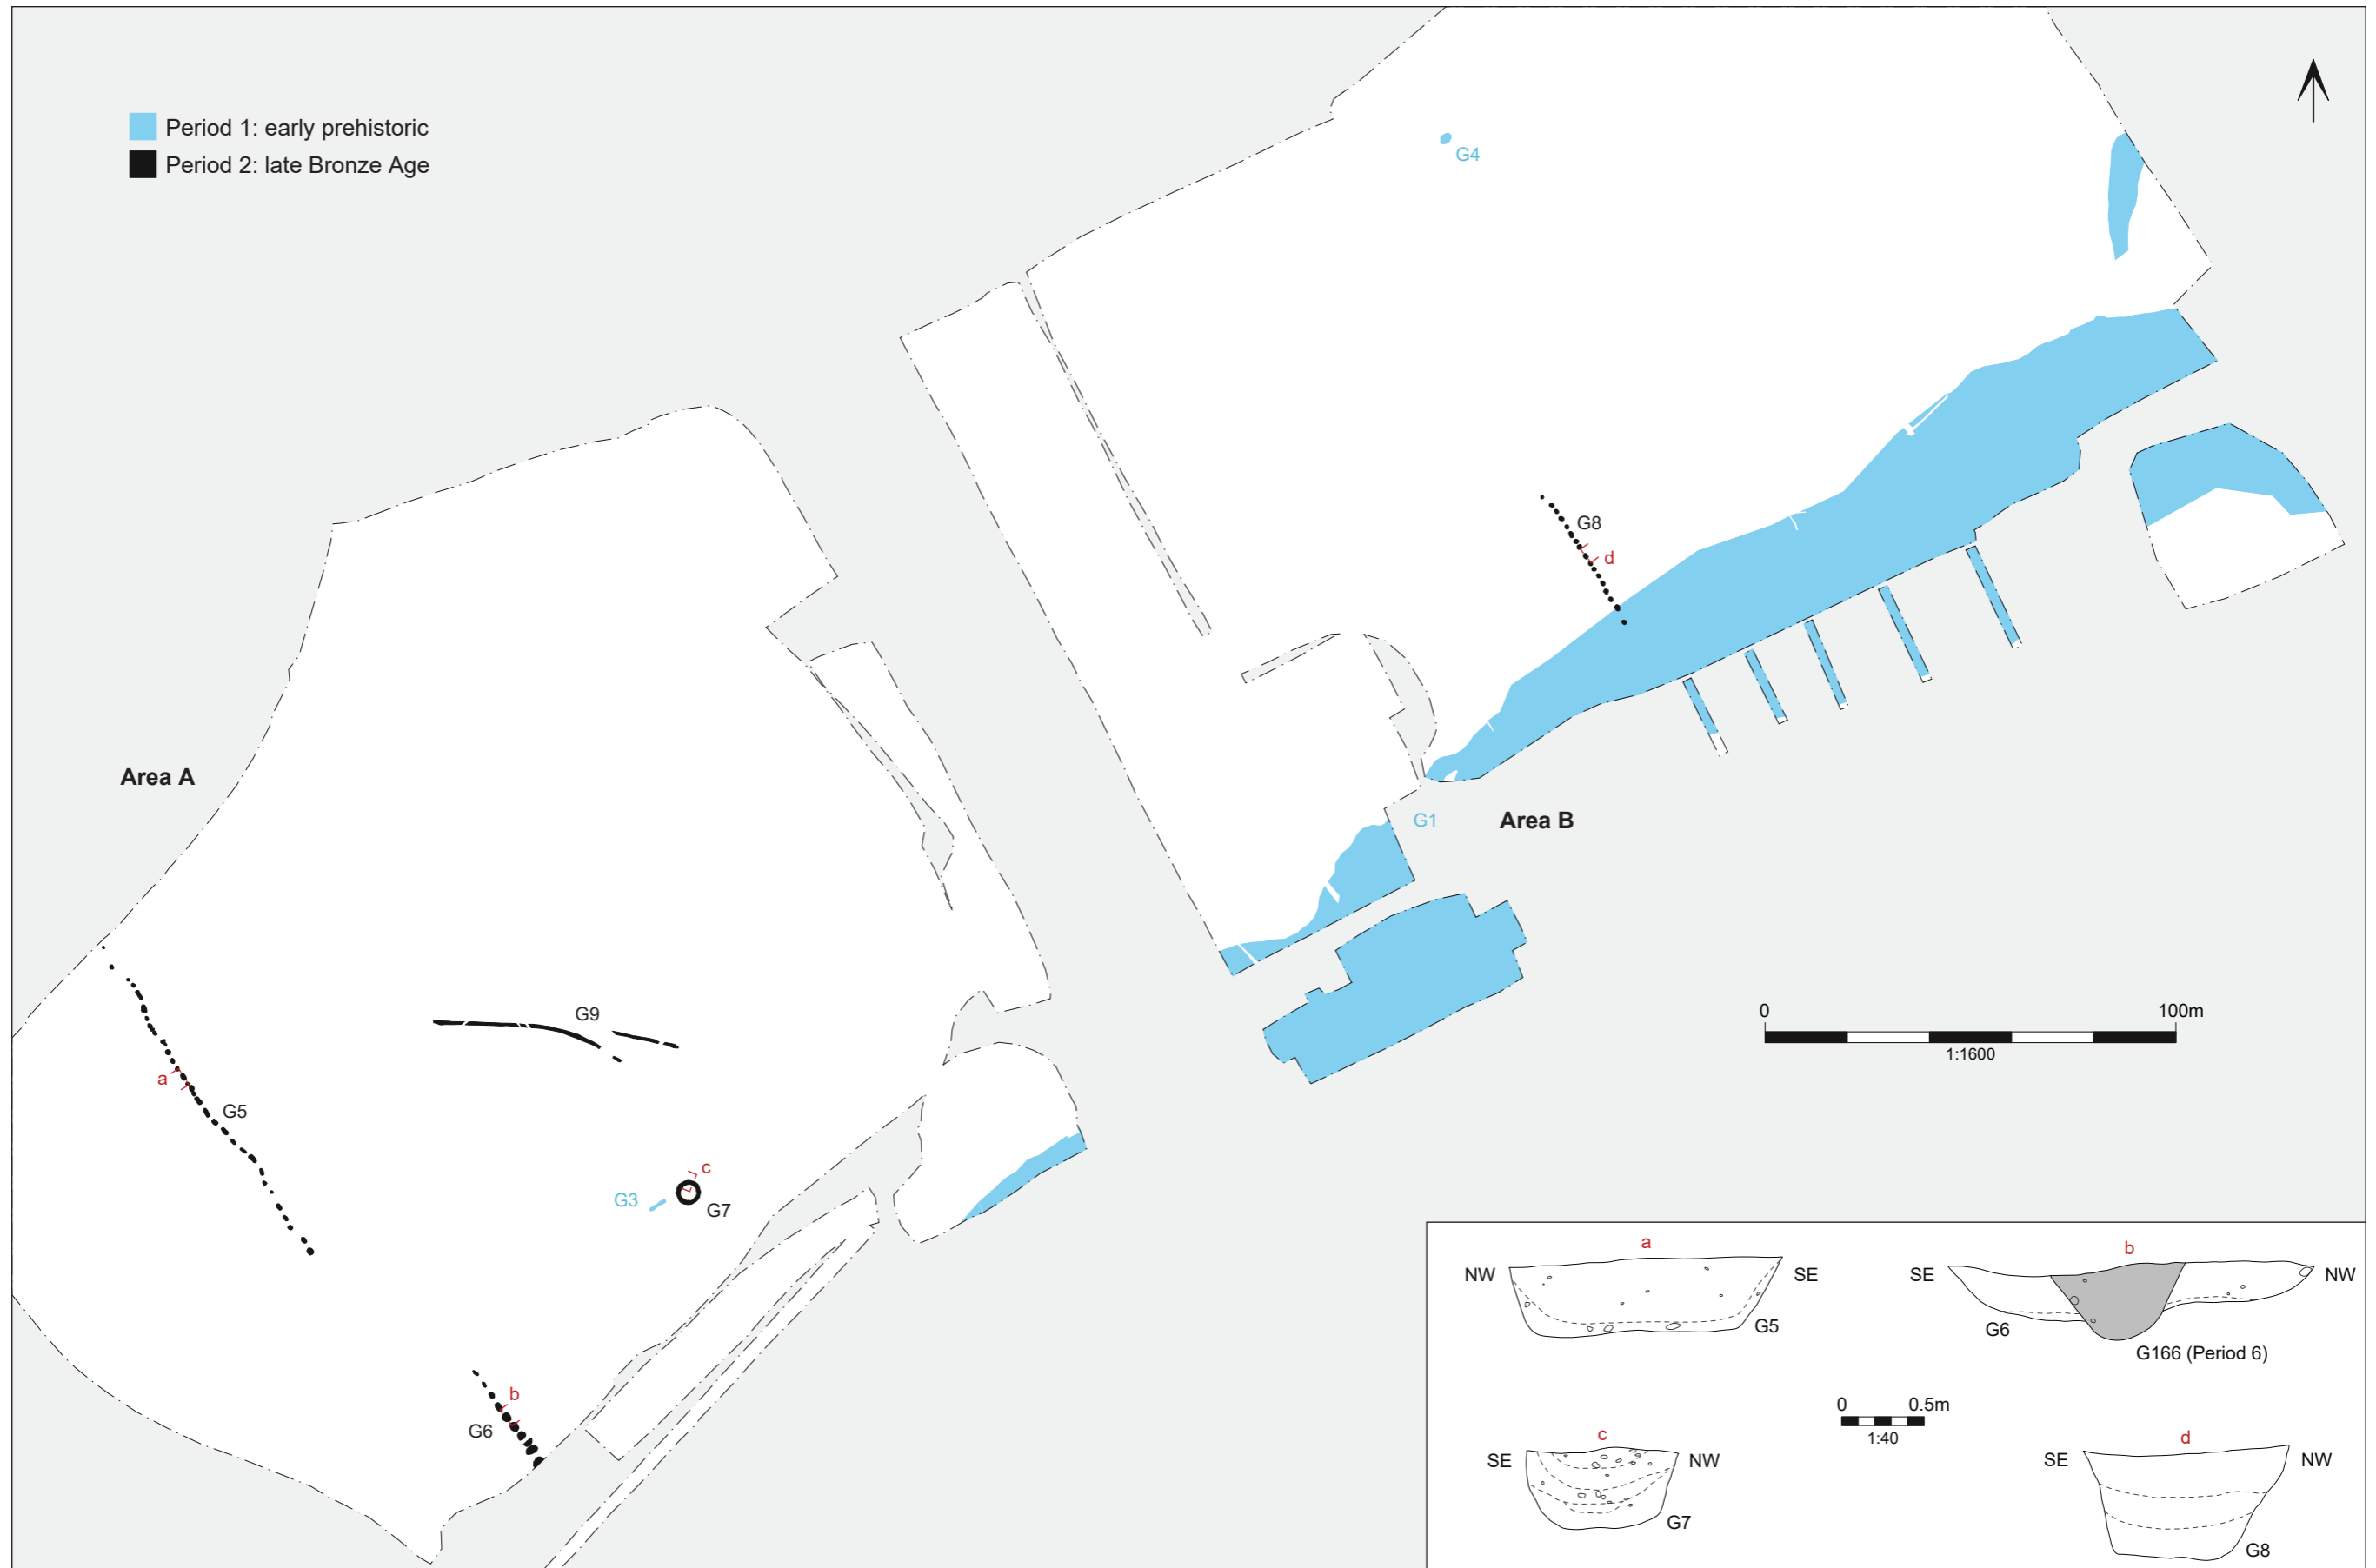 Period 1: early prehistoric
Period 2: late Bronze Age
G4
G8
d
Area A
G1
Area B
0 100m
1:1600
G9
a
G5
c
G3
G7
b
G6
a
NW SE
G5
b
SE NW
G6
G166 (Period 6)
0 0.5m
1:40
c
SE NW
G7
d
SE NW
G8